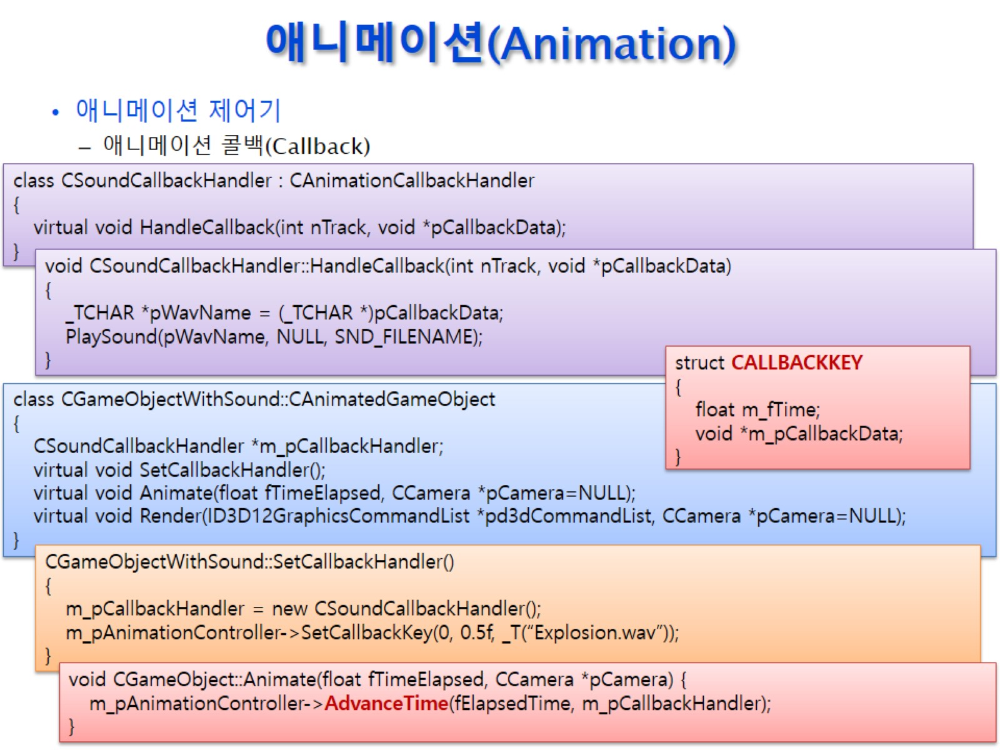 애니메이션(Animation)
• 애니메이션 제어기
– 애니메이션 콜백(Callback)
class CSoundCallbackHandler : CAnimationCallbackHandler
{
virtual void HandleCallback(int nTrack, void *pCallbackData);
}
void CSoundCallbackHandler::HandleCallback(int nTrack, void *pCallbackData)
{
_TCHAR *pWavName = (_TCHAR *)pCallbackData;
PlaySound(pWavName, NULL, SND_FILENAME);
}
struct CALLBACKKEY
{
float m_fTime;
void *m_pCallbackData;
}
class CGameObjectWithSound::CAnimatedGameObject
{
CSoundCallbackHandler *m_pCallbackHandler;
virtual void SetCallbackHandler();
virtual void Animate(float fTimeElapsed, CCamera *pCamera=NULL);
virtual void Render(ID3D12GraphicsCommandList *pd3dCommandList, CCamera *pCamera=NULL);
}
CGameObjectWithSound::SetCallbackHandler()
{
m_pCallbackHandler = new CSoundCallbackHandler();
m_pAnimationController->SetCallbackKey(0, 0.5f, _T(“Explosion.wav”));
}
void CGameObject::Animate(float fTimeElapsed, CCamera *pCamera) {
m_pAnimationController->AdvanceTime(fElapsedTime, m_pCallbackHandler);
}